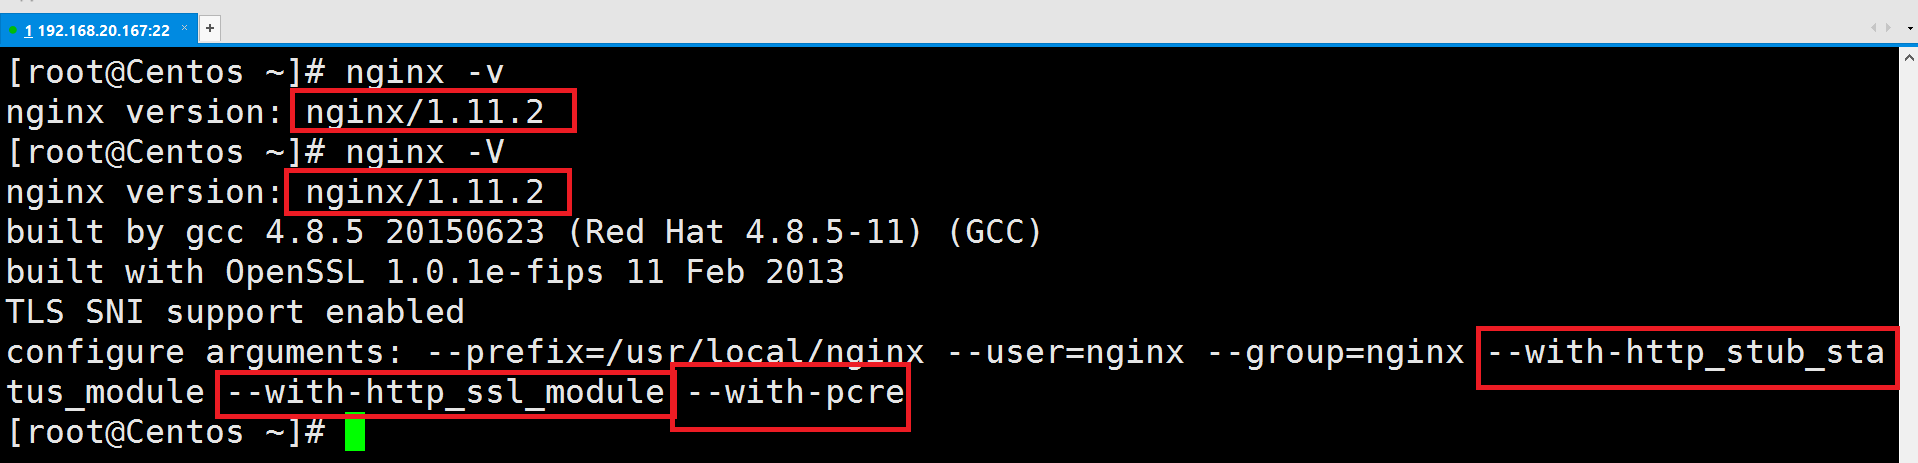 1 192.168.20.167:22 × +
[root@Centos ~]# nginx -v
nginx version: nginx/1.11.2
[root@Centos ~]# nginx -V
nginx version: nginx/1.11.2
built by gcc 4.8.5 20150623 (Red Hat 4.8.5-11) (GCC)
built with OpenSSL 1.0.1e-fips 11 Feb 2013
TLS SNI support enabled
configure arguments: --prefix=/usr/local/nginx --user=nginx --group=nginx --with-http_stub_sta
tus_module --with-http_ssl_module --with-pcre
[root@Centos ~]#